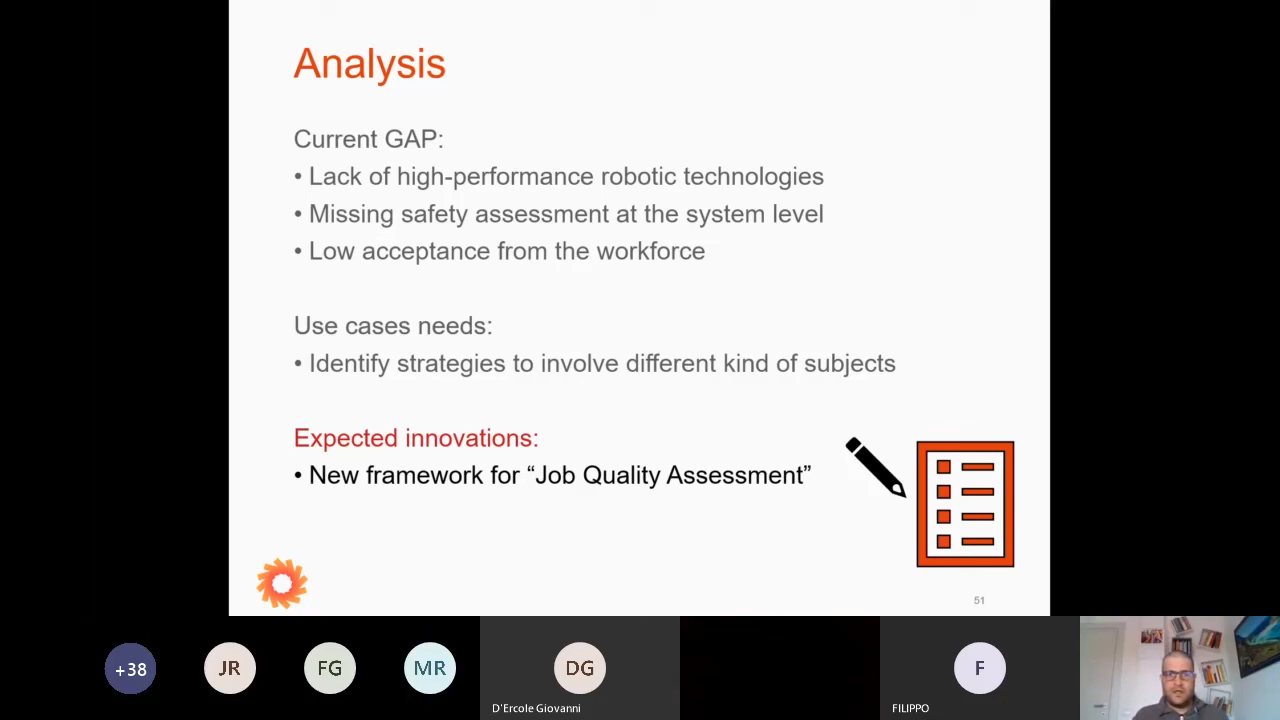 Analysis
Current GAP:
• Lack of high-performance robotic technologies
• Missing safety assessment at the system level
• Low acceptance from the workforce
Use cases needs:
• Identify strategies to involve different kind of subjects
Expected innovations:
• New framework for “Job Quality Assessment”
51
+38
JR
FG
MR
DG
F
D'Ercole Giovanni
FILIPPO